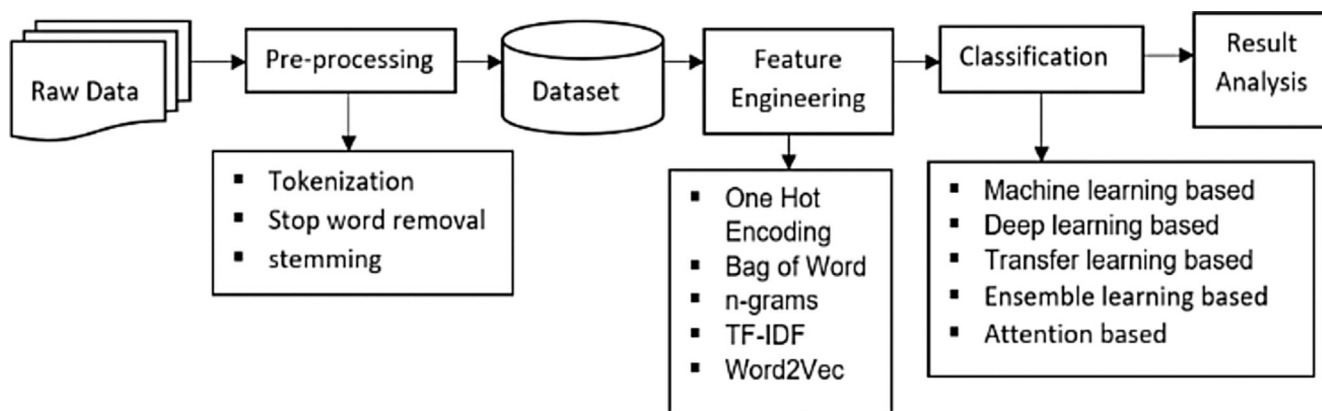 Raw Data
Pre-processing
Dataset
Feature
Engineering
Classification
Result
Analysis
▪ Tokenization
▪ Stop word removal
▪ stemming
▪ One Hot
Encoding
▪ Bag of Word
▪ n-grams
▪ TF-IDF
▪ Word2Vec
▪ Machine learning based
▪ Deep learning based
▪ Transfer learning based
▪ Ensemble learning based
▪ Attention based